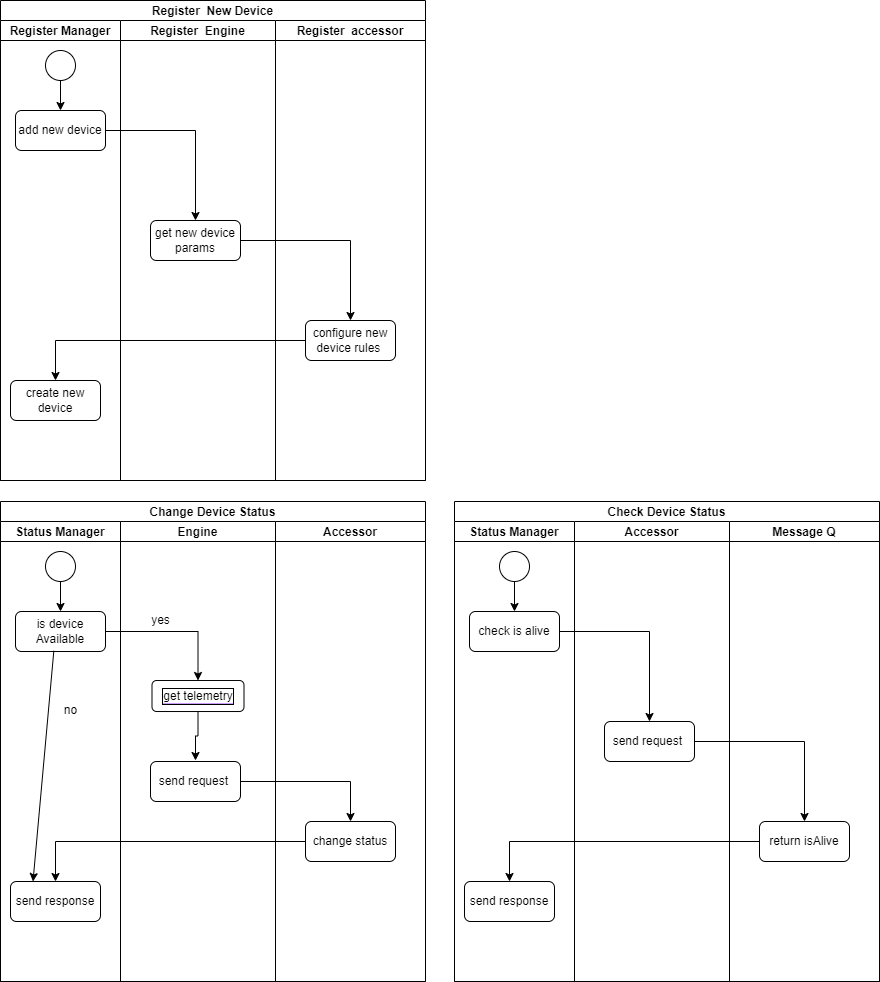 Register  New Device
Register Manager
Register  Engine
Register  accessor
add new device
get new device
params
configure new
device rules
create new
device
Change Device Status
Status Manager
Engine
Accessor
is device
Available
yes
get telemetry
no
send request
change status
send response
Check Device Status
Status Manager
Accessor
Message Q
check is alive
send request
return isAlive
send response